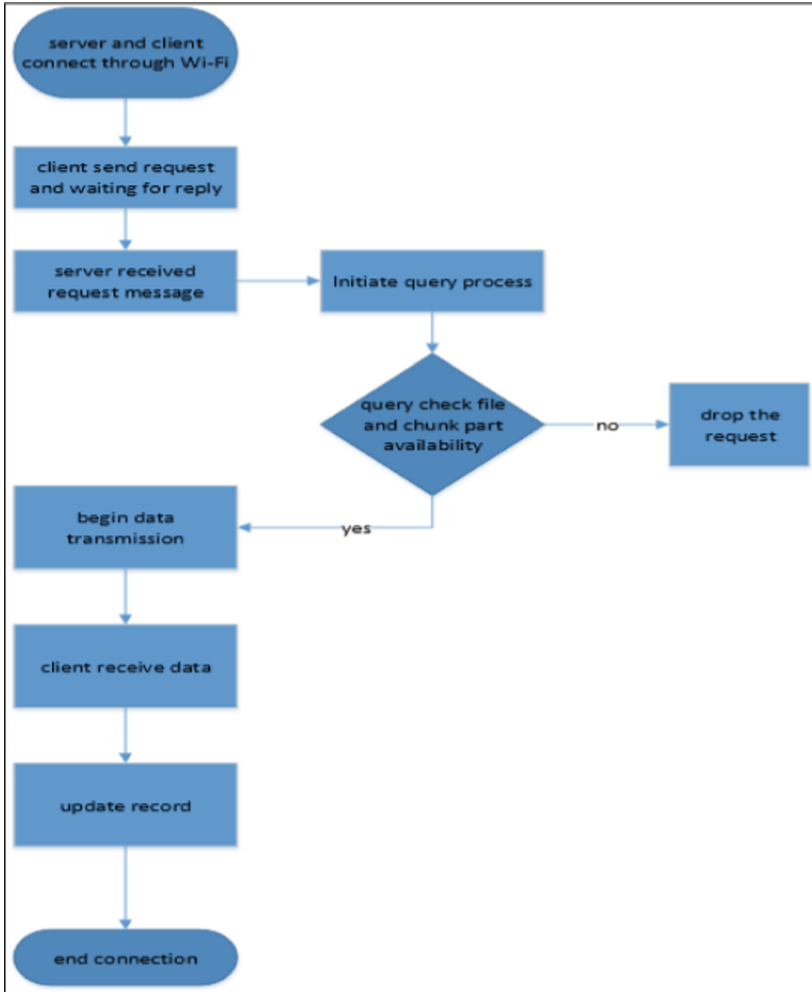 server and client
connect through Wi-Fi
client send request
and waiting for reply
server received
request message
Initiate query process
query check file
and chunk part
availability
no
drop the
request
yes
begin data
transmission
client receive data
update record
end connection